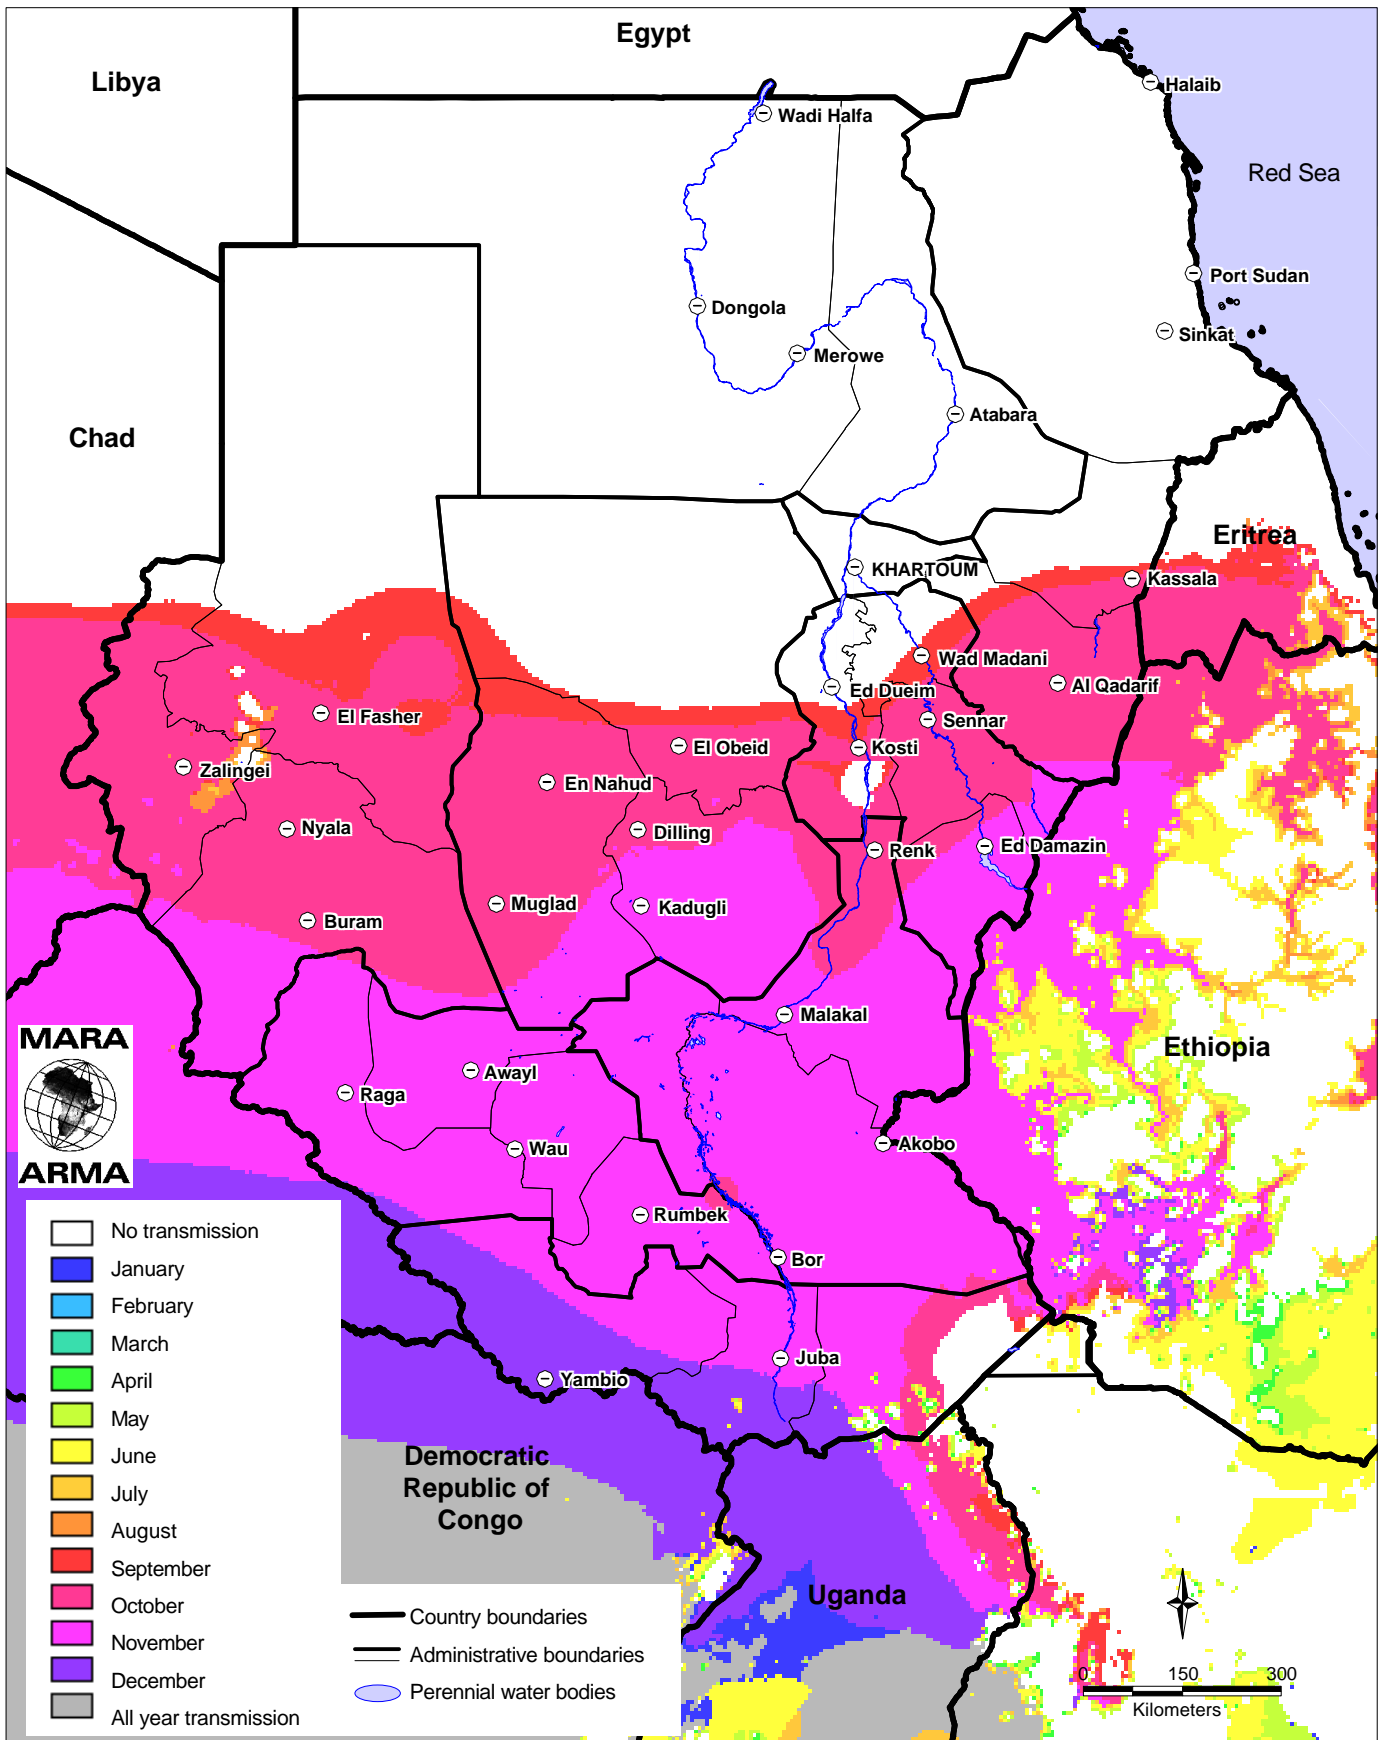 Egypt
Libya
Halaib
Wadi Halfa
Red Sea
Port Sudan
Dongola
Sinkat
Merowe
Atabara
Chad
Eritrea
KHARTOUM
Kassala
Wad Madani
Al Qadarif
Ed Dueim
El Fasher
Sennar
El Obeid
Kosti
Zalingei
En Nahud
Nyala
Dilling
Renk
Ed Damazin
Muglad
Kadugli
Buram
Malakal
MARA
Ethiopia
Awayl
Raga
Akobo
Wau
ARMA
Rumbek
Bor
Juba
Yambio
Democratic
Republic of
Congo
Uganda
No transmission
January
February
March
April
May
June
July
August
September
October
November
December
All year transmission
Country boundaries
Administrative boundaries
Perennial water bodies
0 150 300
Kilometers